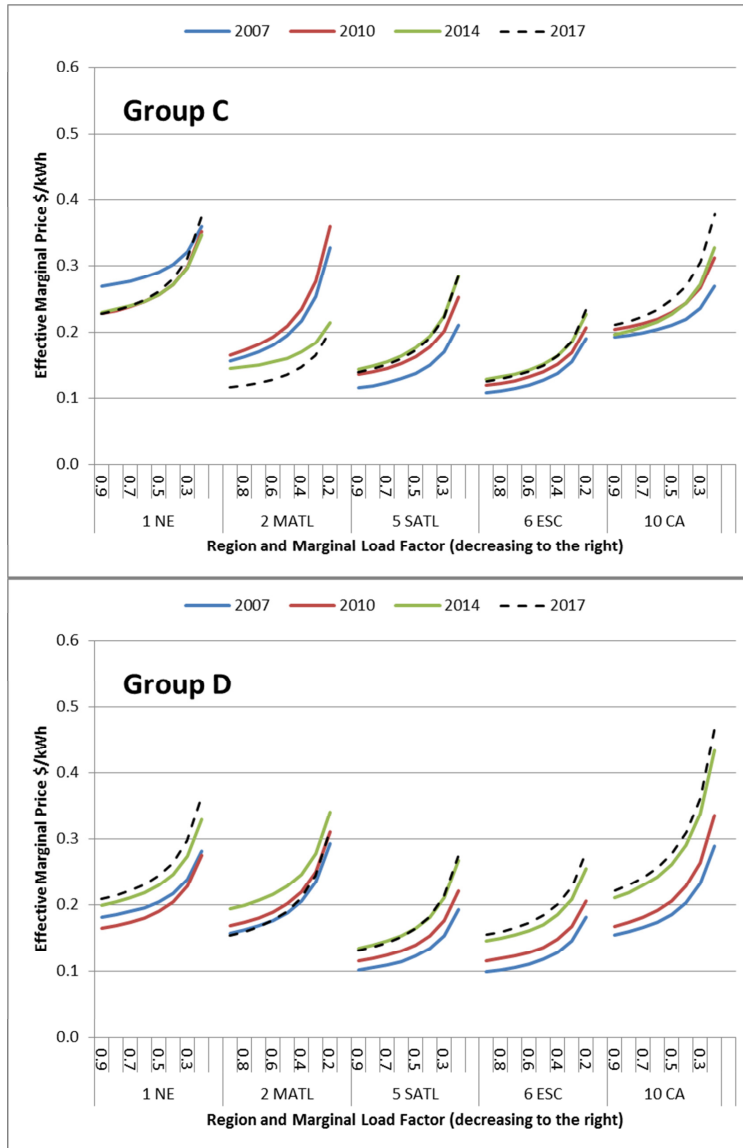 2007 2010 2014 2017
Group C
Effective Marginal Price $/kWh
0.6
0.5
0.4
0.3
0.2
0.1
0.0
0.9 0.7 0.5 0.3 0.8 0.6 0.4 0.2 0.9 0.7 0.5 0.3 0.8 0.6 0.4 0.2 0.9 0.7 0.5 0.3
1 NE 2 MATL 5 SATL 6 ESC 10 CA
Region and Marginal Load Factor (decreasing to the right)
2007 2010 2014 2017
Group D
Effective Marginal Price $/kWh
0.6
0.5
0.4
0.3
0.2
0.1
0.0
0.9 0.7 0.5 0.3 0.8 0.6 0.4 0.2 0.9 0.7 0.5 0.3 0.8 0.6 0.4 0.2 0.9 0.7 0.5 0.3
1 NE 2 MATL 5 SATL 6 ESC 10 CA
Region and Marginal Load Factor (decreasing to the right)